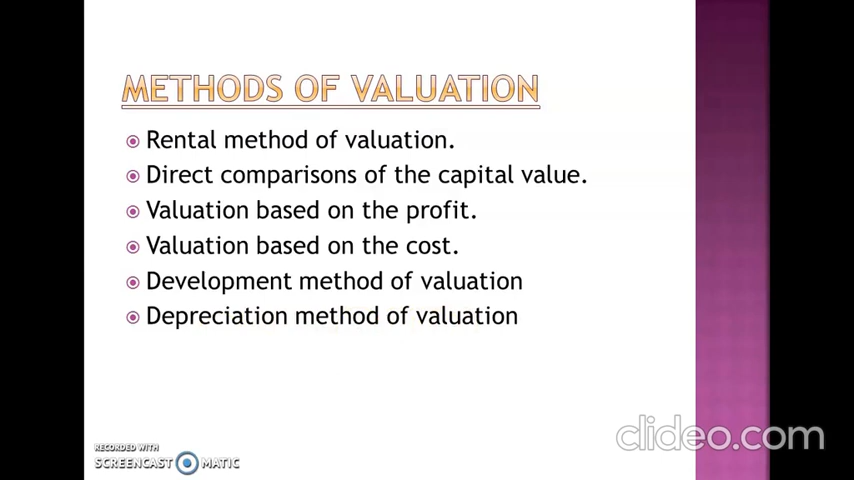 METHODS OF VALUATION
Rental method of valuation.
Direct comparisons of the capital value.
Valuation based on the profit.
Valuation based on the cost.
Development method of valuation
Depreciation method of valuation
RECORDED WITH
SCREENCAST MATIC
clideo.com